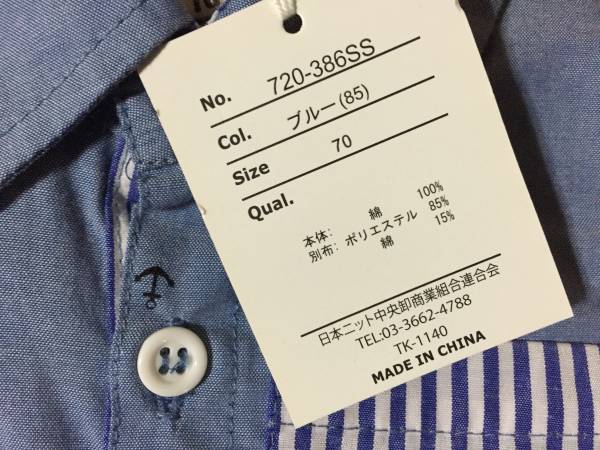 No. 720-386SS
Col. ブルー(85)
Size 70
Qual.
本体: 綿 100%
別布: ポリエステル 85%
綿 15%
日本ニット中央卸商業組合連合会
TEL:03-3662-4788
TK-1140
MADE IN CHINA